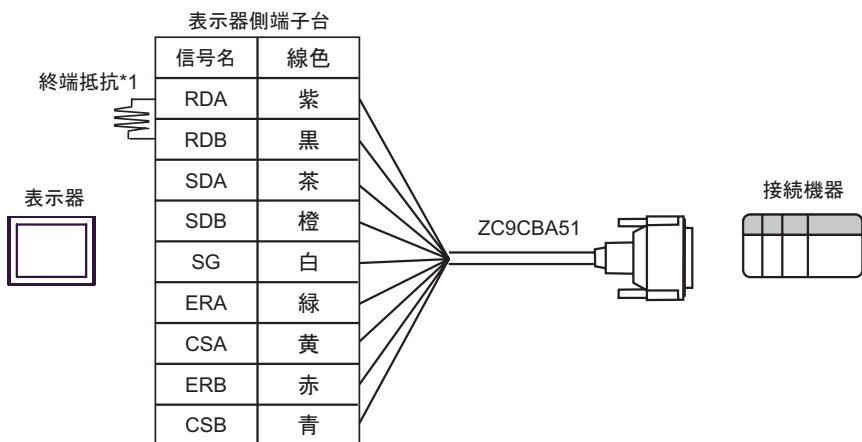 表示器側端子台
信号名 線色
終端抵抗*1
RDA 紫
RDB 黒
SDA 茶
SDB 橙
SG 白
ERA 緑
CSA 黄
ERB 赤
CSB 青
表示器
ZC9CBA51
接続機器